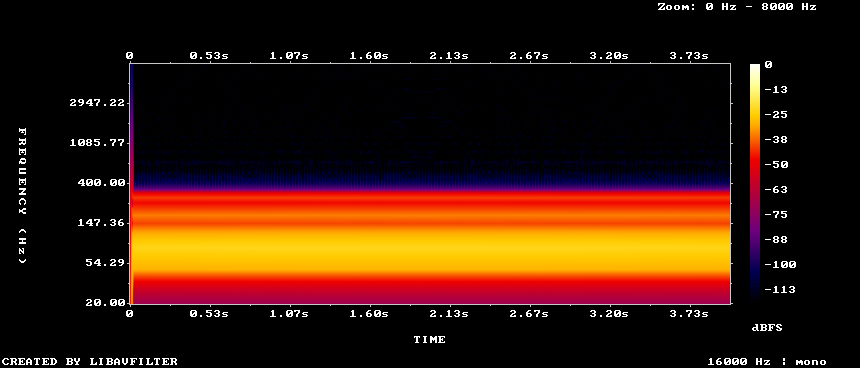 Zoom: 0 Hz - 8000 Hz
0 0.53s 1.07s 1.60s 2.13s 2.67s 3.20s 3.73s
0
-13
-25
-38
-50
-63
-75
-88
-100
-113
dBFS
2947.22
1085.77
400.00
147.36
54.29
20.00
FREQUENCY (Hz)
0 0.53s 1.07s 1.60s 2.13s 2.67s 3.20s 3.73s
TIME
CREATED BY LIBAVFILTER
16000 Hz | mono